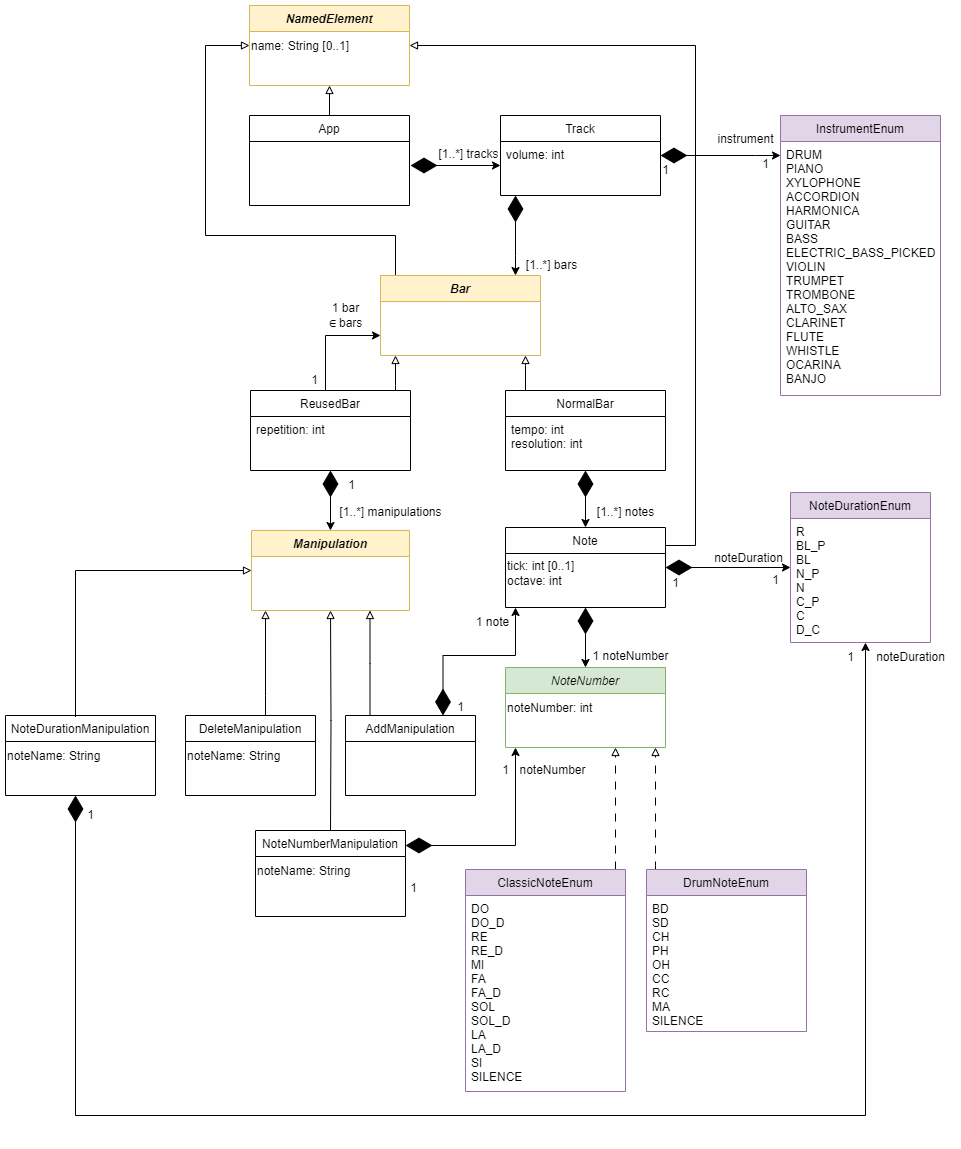 NamedElement
name: String [0..1]
App
[1..*] tracks
Track
volume: int
1
instrument
1
InstrumentEnum
DRUM
PIANO
XYLOPHONE
ACCORDION
HARMONICA
GUITAR
BASS
ELECTRIC_BASS_PICKED
VIOLIN
TRUMPET
TROMBONE
ALTO_SAX
CLARINET
FLUTE
WHISTLE
OCARINA
BANJO
[1..*] bars
Bar
1 bar
∈ bars
1
ReusedBar
repetition: int
NormalBar
tempo: int
resolution: int
1
[1..*] manipulations
[1..*] notes
Manipulation
Note
tick: int [0..1]
octave: int
1
noteDuration
1
NoteDurationEnum
R
BL_P
BL
N_P
N
C_P
C
D_C
1
noteDuration
1 note
1 noteNumber
NoteNumber
noteNumber: int
1
NoteDurationManipulation
noteName: String
DeleteManipulation
noteName: String
AddManipulation
1
noteNumber
1
NoteNumberManipulation
noteName: String
1
ClassicNoteEnum
DO
DO_D
RE
RE_D
MI
FA
FA_D
SOL
SOL_D
LA
LA_D
SI
SILENCE
DrumNoteEnum
BD
SD
CH
PH
OH
CC
RC
MA
SILENCE